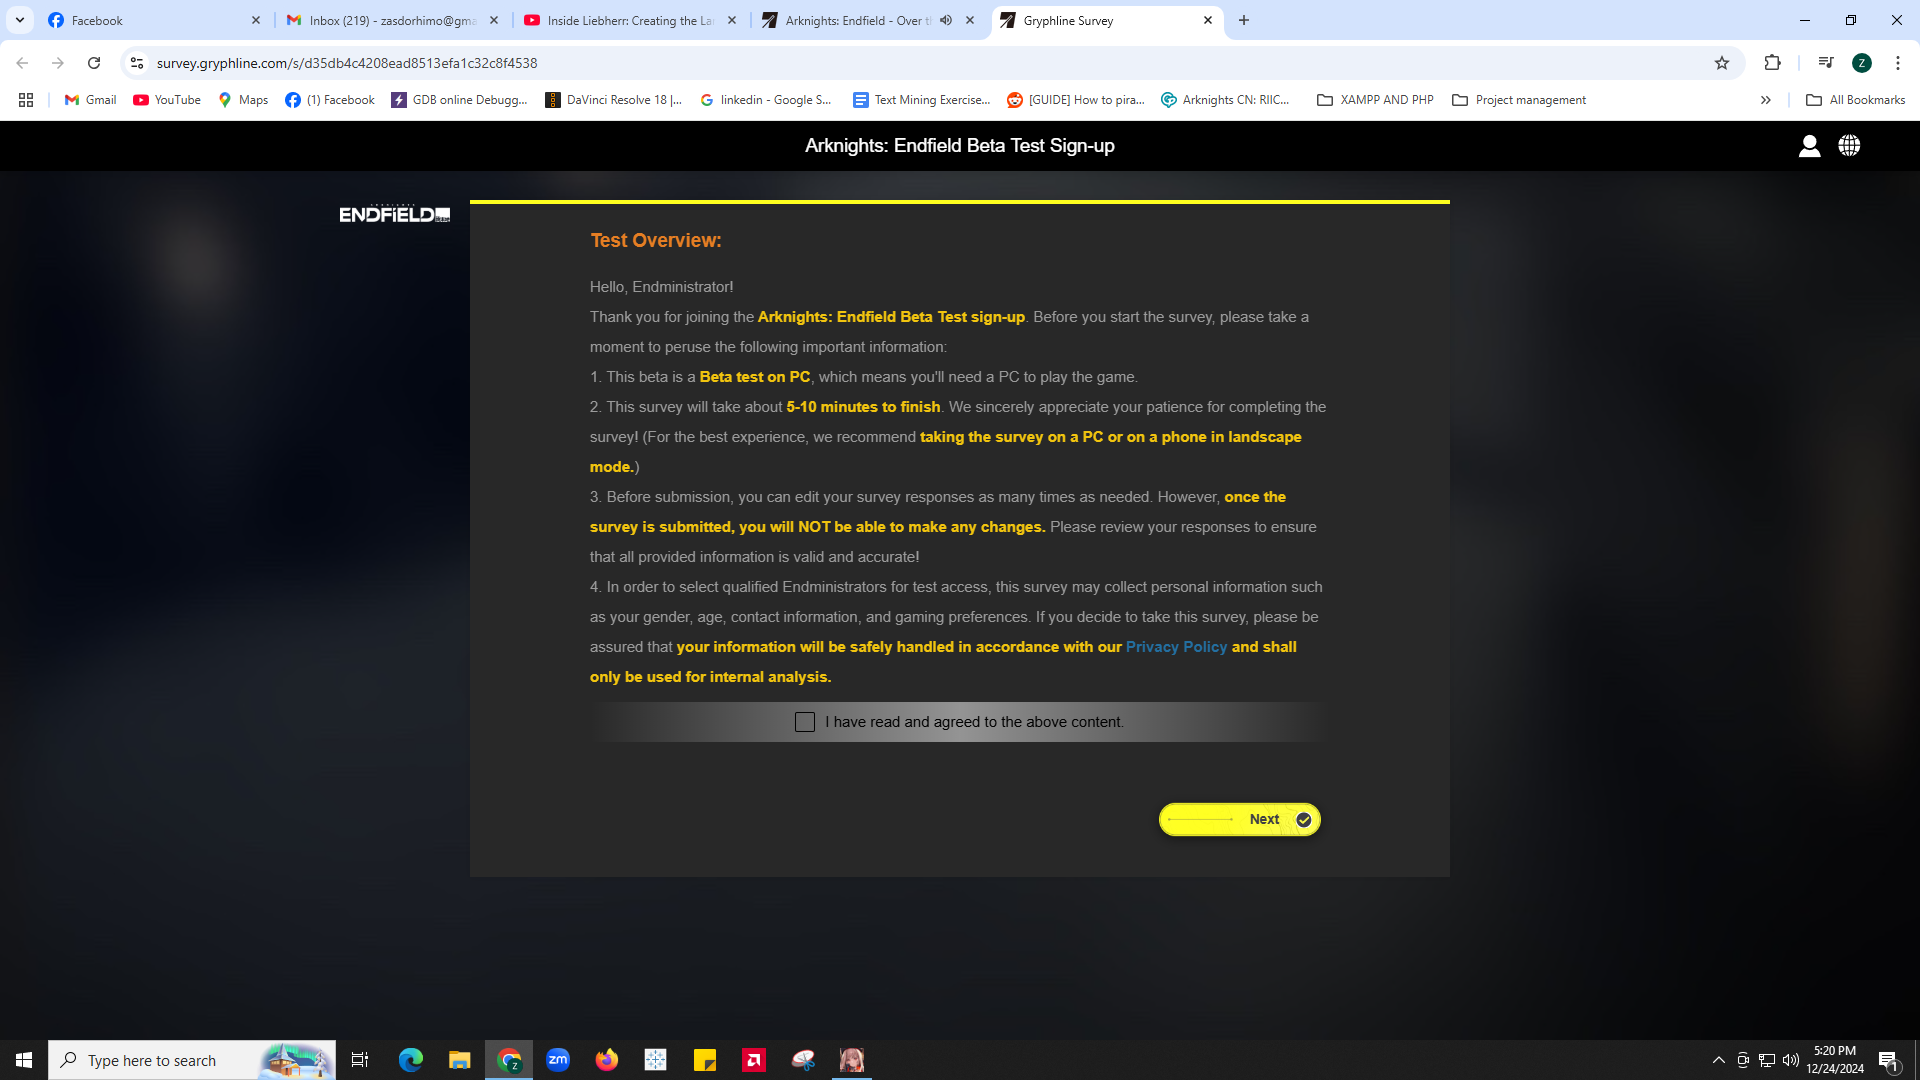 Facebook
Inbox (219) - zasdorhimo@gma
Inside Liebherr: Creating the La
Arknights: Endfield - Over t
Gryphline Survey
survey.gryphline.com/s/d35db4c4208ead8513efa1c32c8f4538
Z
Gmail
YouTube
Maps
(1) Facebook
GDB online Debugg...
DaVinci Resolve 18 |...
linkedin - Google S...
Text Mining Exercise...
[GUIDE] How to pira...
Arknights CN: RIIC...
XAMPP AND PHP
Project management
All Bookmarks
Arknights: Endfield Beta Test Sign-up
ENDFIELD
Test Overview:
Hello, Endministrator!
Thank you for joining the Arknights: Endfield Beta Test sign-up. Before you start the survey, please take a
moment to peruse the following important information:
1. This beta is a Beta test on PC, which means you'll need a PC to play the game.
2. This survey will take about 5-10 minutes to finish. We sincerely appreciate your patience for completing the
survey! (For the best experience, we recommend taking the survey on a PC or on a phone in landscape
mode.)
3. Before submission, you can edit your survey responses as many times as needed. However, once the
survey is submitted, you will NOT be able to make any changes. Please review your responses to ensure
that all provided information is valid and accurate!
4. In order to select qualified Endministrators for test access, this survey may collect personal information such
as your gender, age, contact information, and gaming preferences. If you decide to take this survey, please be
assured that your information will be safely handled in accordance with our Privacy Policy and shall
only be used for internal analysis.
I have read and agreed to the above content.
Next
Type here to search
Z
zm
5:20 PM
12/24/2024
1